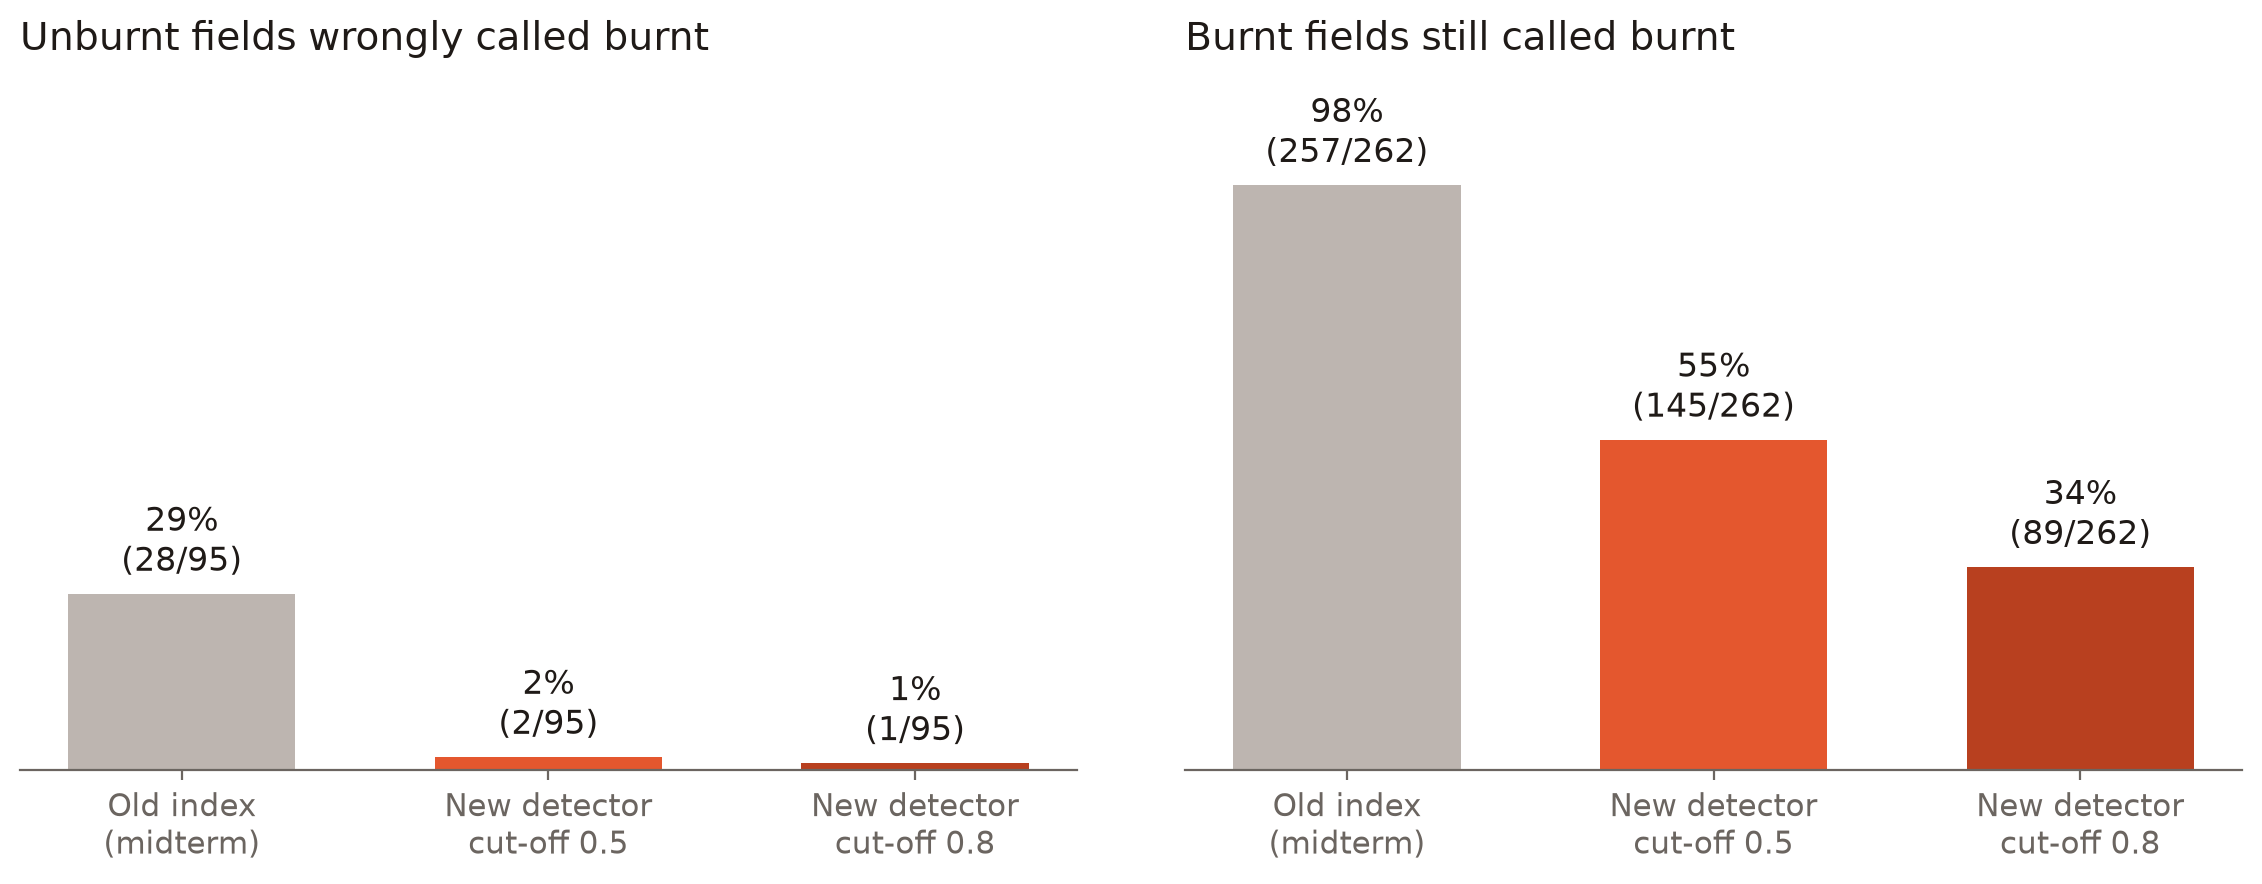 Unburnt fields wrongly called burnt
29%
(28/95)
2%
(2/95)
1%
(1/95)
Old index
(midterm)
New detector
cut-off 0.5
New detector
cut-off 0.8
Burnt fields still called burnt
98%
(257/262)
55%
(145/262)
34%
(89/262)
Old index
(midterm)
New detector
cut-off 0.5
New detector
cut-off 0.8